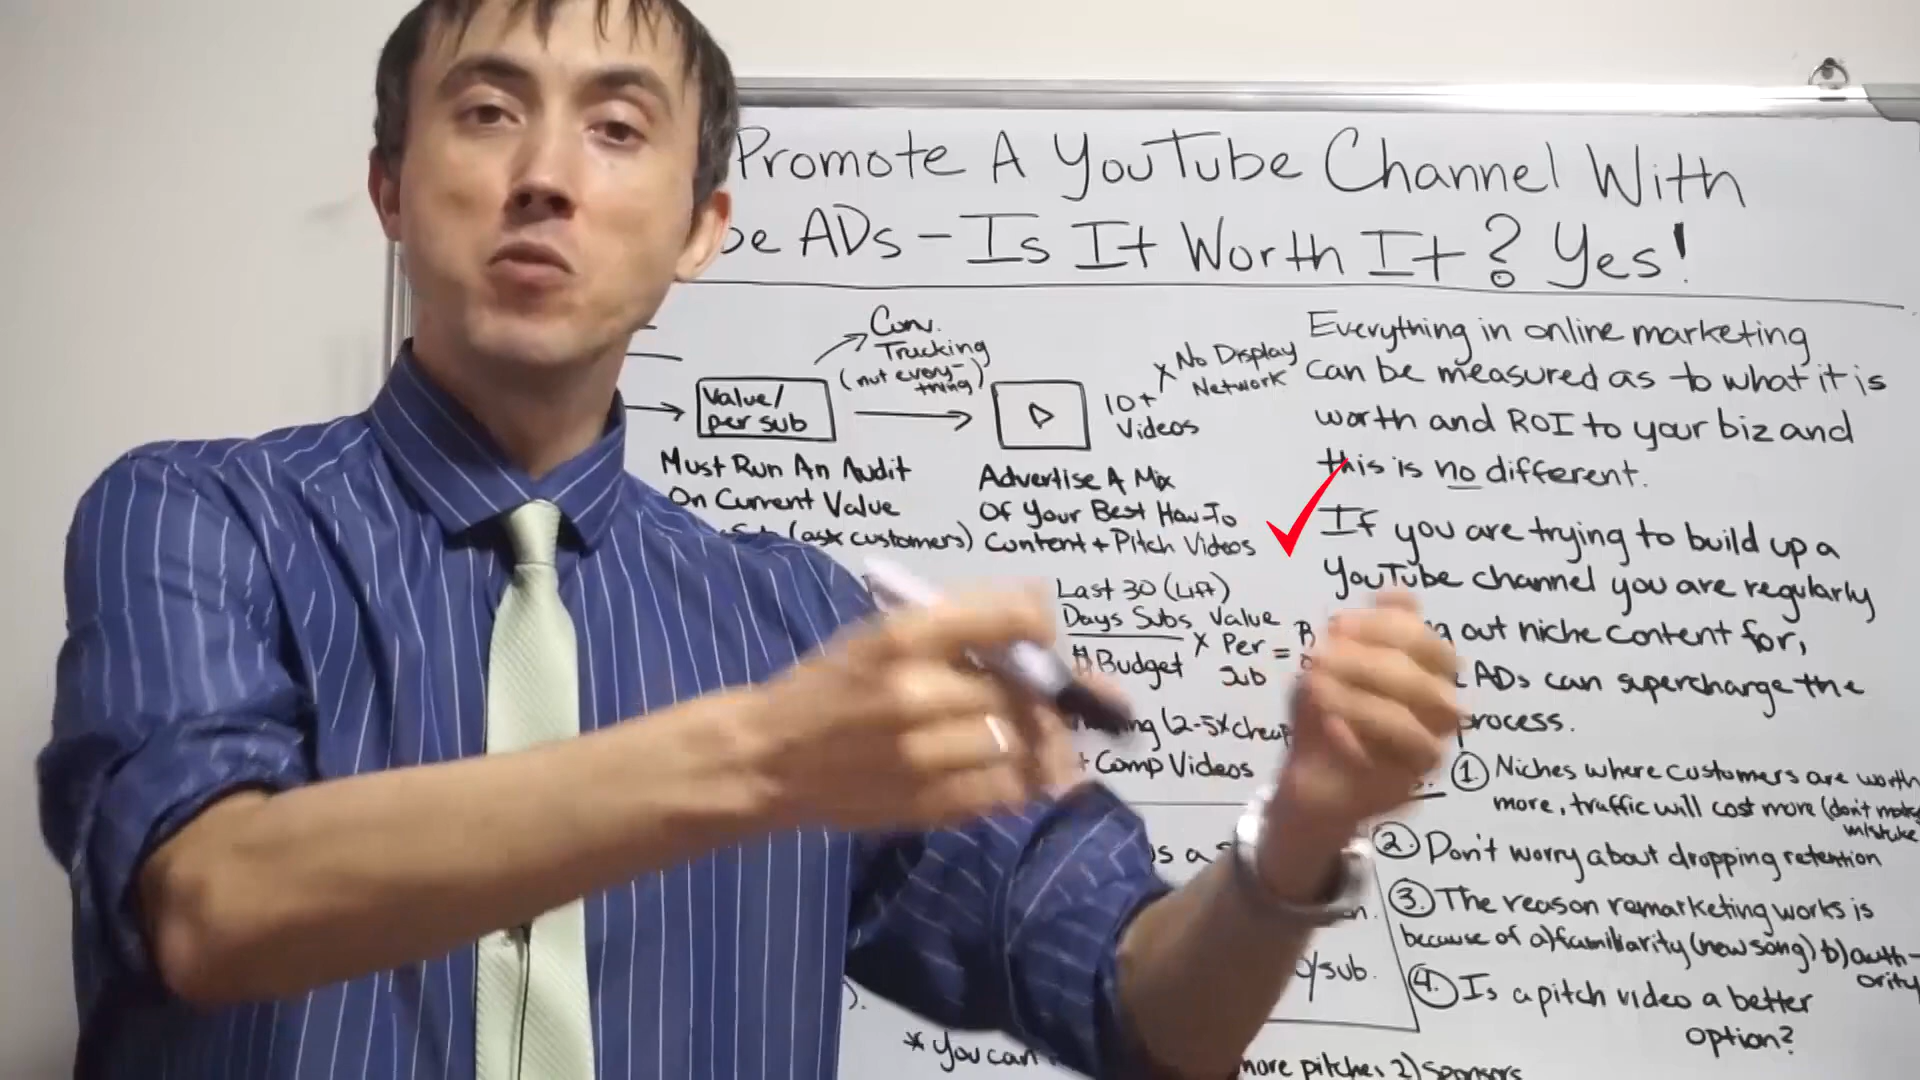 Promote A YouTube Channel With
be ADs - Is It Worth It? Yes!
Conv.
Tracking
(not every-
thing)
Value/
per sub
10+
Videos
x No Display
Network
Must Run An Audit
On Current Value
(ask customers)
Advertise A Mix
Of Your Best How-To
Content + Pitch Videos
Last 30 (Lift)
Days Subs Value
x Per =
$ Budget
Sub
(2-5x cheap
+ Comp Videos
Everything in online marketing
can be measured as to what it is
worth and ROI to your biz and
this is no different.
If you are trying to build up a
YouTube channel you are regularly
out niche content for,
ADs can supercharge the
process.
1. Niches where customers are worth
more, traffic will cost more (don't make
mistake
2. Don't worry about dropping retention
3. The reason remarketing works is
because of a) familiarity (new song) b) auth-
ority
4. Is a pitch video a better
option?
/sub.
* You can
more pitches 2) Sponsors